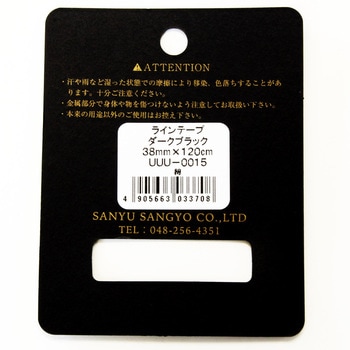 ⚠ATTENTION
・汗や雨など湿った状態での摩擦により移染、色落ちすることがあ
ります。十分ご注意ください。
・金属部分で身体や物を傷つけないよう注意してお取扱い下さい。
・本来の用途以外のご使用はお控え下さい。
ラインテープ
ダークブラック
38mm×120cm
UUU-0015
4 905663 033708
SANYU SANGYO CO.,LTD
TEL：048-256-4351